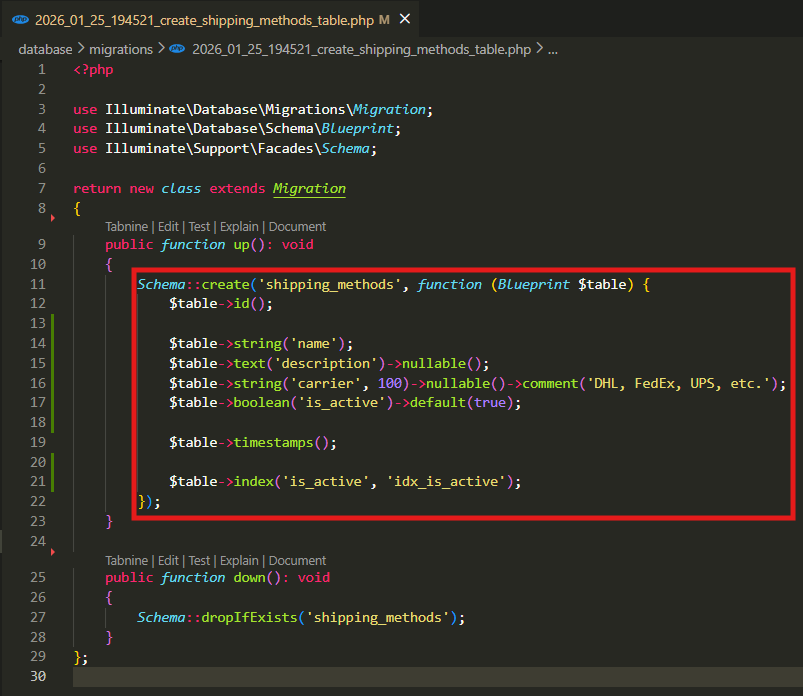 php 2026_01_25_194521_create_shipping_methods_table.php M ×
database > migrations > php 2026_01_25_194521_create_shipping_methods_table.php > ...
1 <?php
2
3 use Illuminate\Database\Migrations\Migration;
4 use Illuminate\Database\Schema\Blueprint;
5 use Illuminate\Support\Facades\Schema;
6
7 return new class extends Migration
8 {
Tabnine | Edit | Test | Explain | Document
9 public function up(): void
10 {
11 Schema::create('shipping_methods', function (Blueprint $table) {
12 $table->id();
13
14 $table->string('name');
15 $table->text('description')->nullable();
16 $table->string('carrier', 100)->nullable()->comment('DHL, FedEx, UPS, etc.');
17 $table->boolean('is_active')->default(true);
18
19 $table->timestamps();
20
21 $table->index('is_active', 'idx_is_active');
22 });
23 }
24
Tabnine | Edit | Test | Explain | Document
25 public function down(): void
26 {
27 Schema::dropIfExists('shipping_methods');
28 }
29 };
30